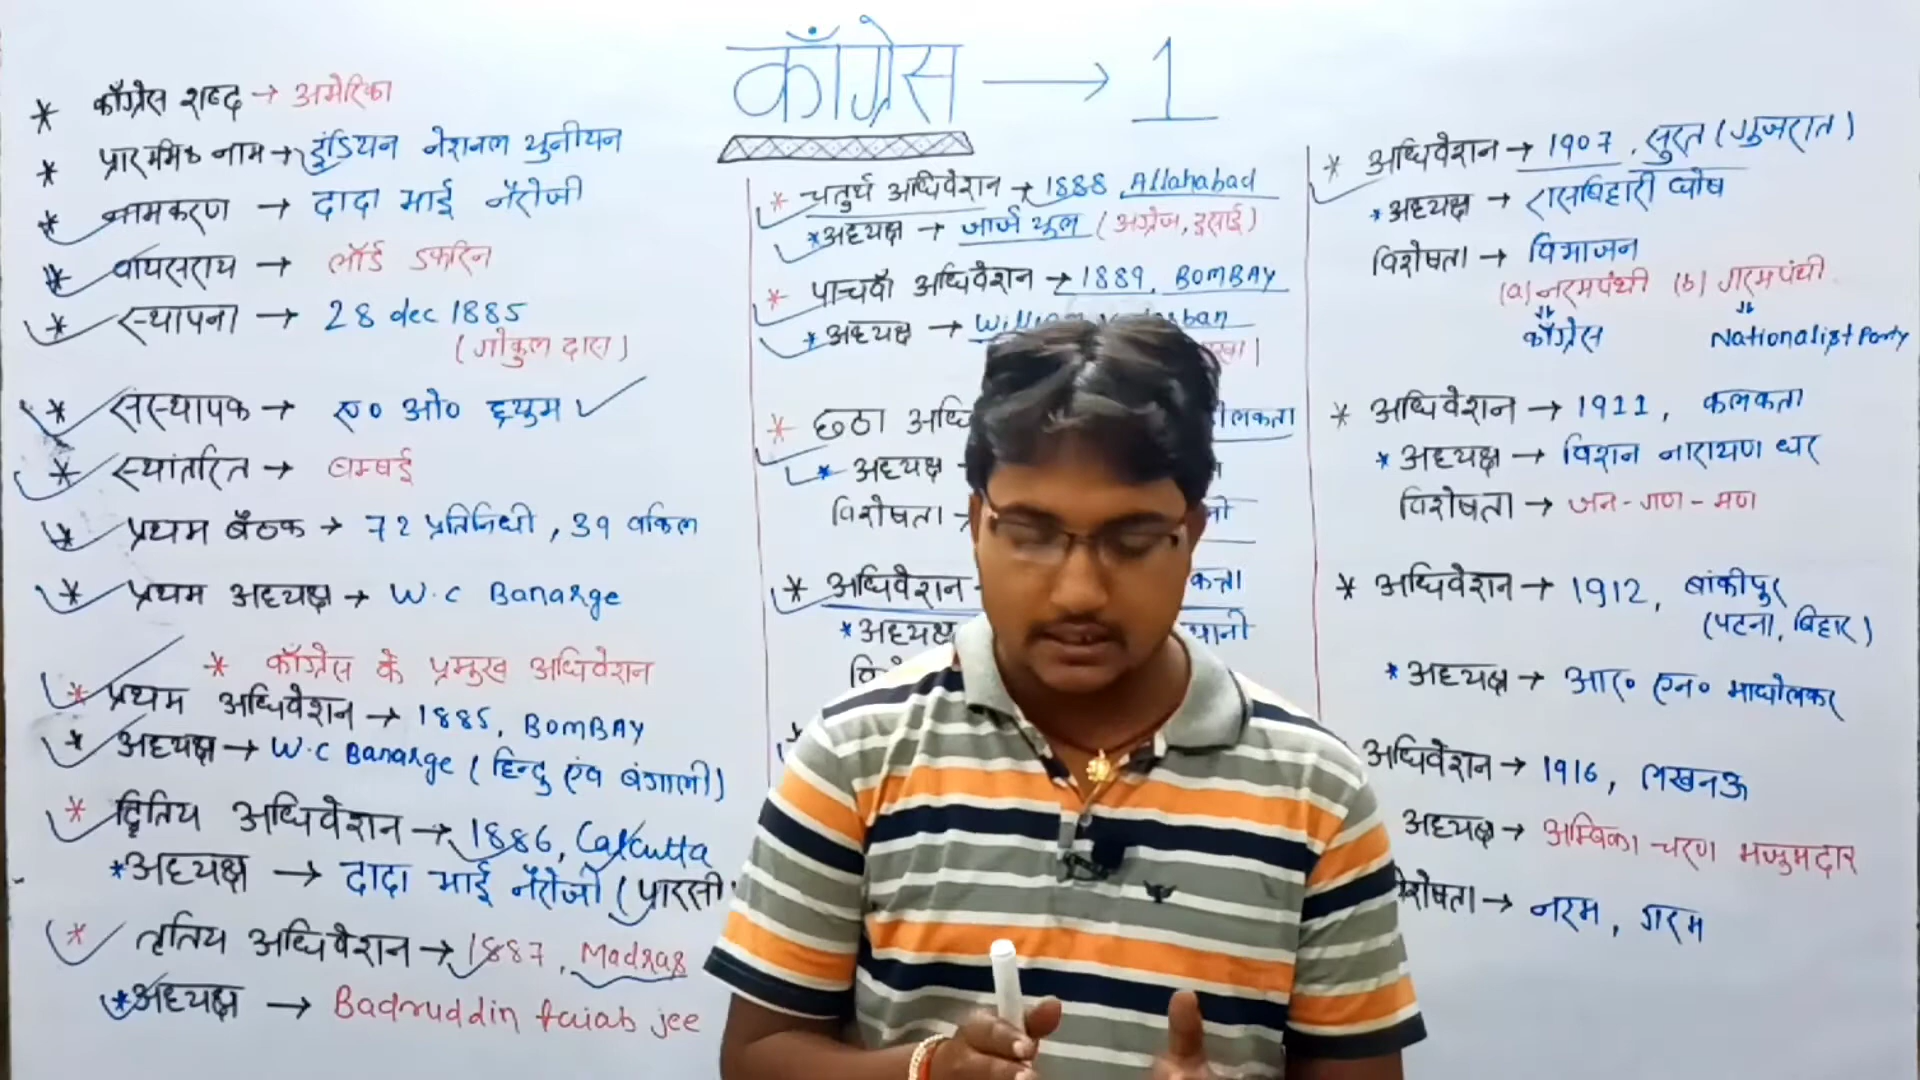 काँग्रेस → 1
* काँग्रेस शब्द → अमेरिका
* प्रारम्भिक नाम → इंडियन नेशनल युनीयन
* नामकरण → दादा भाई नैरोजी
* वायसराय → लॉर्ड डफरिन
* स्थापना → 28 dec 1885
(गोकुल दास)
* संस्थापक → ए० ओ० ह्युम
* स्थांतरित → बम्बई
* प्रथम बैठक → 72 प्रतिनिधी, 39 वकिल
* प्रथम अध्यक्ष → W.C Banarge
* काँग्रेस के प्रमुख अधिवेशन
* प्रथम अधिवेशन → 1885, BOMBAY
* अध्यक्ष → W.C Banarge (हिन्दु एंव बंगाली)
* द्वितिय अधिवेशन → 1886, Calcutta
* अध्यक्ष → दादा भाई नैरोजी (पारसी
* तृतिय अधिवेशन → 1887, Madras
* अध्यक्ष → Badruddin taiab jee
* चतुर्थ अधिवेशन → 1888, Allahabad
* अध्यक्ष → जार्ज युल (अंग्रेज, इसाई)
* पाचवाँ अधिवेशन → 1889, BOMBAY
* अध्यक्ष →
* छठा
* अध्यक्ष
विशेषता →
* अधिवेशन
* अध्यक्ष
* अधिवेशन → 1907, सुरत (गुजरात)
* अध्यक्ष → रासबिहारी घोष
विशेषता → विभाजन
(a) नरमपंथी (b) गरमपंथी
काँग्रेस Nationalist Party
* अधिवेशन → 1911, कलकता
* अध्यक्ष → विशन नारायण धर
विशेषता → जन-गण-मण
* अधिवेशन → 1912, बांकीपुर
(पटना, बिहार)
* अध्यक्ष → आर० एन० माधोलकर
अधिवेशन → 1916, लखनऊ
अध्यक्ष → अम्बिका चरण मजुमदार
→ नरम, गरम